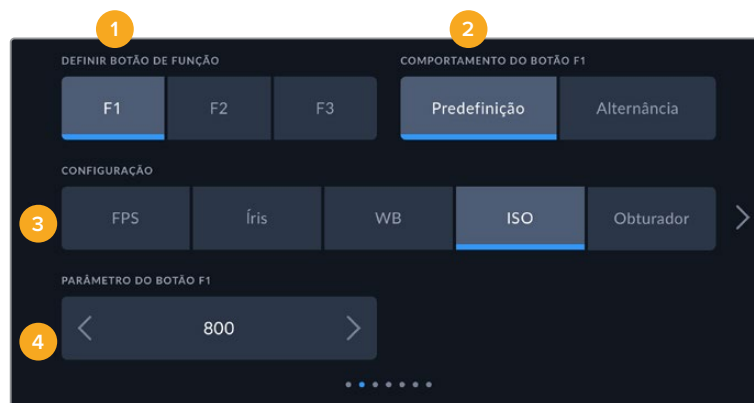 1
2
DEFINIR BOTÃO DE FUNÇÃO
COMPORTAMENTO DO BOTÃO F1
F1 F2 F3
Predefinição Alternância
CONFIGURAÇÃO
3
FPS Íris WB ISO Obturador
PARÂMETRO DO BOTÃO F1
4
800